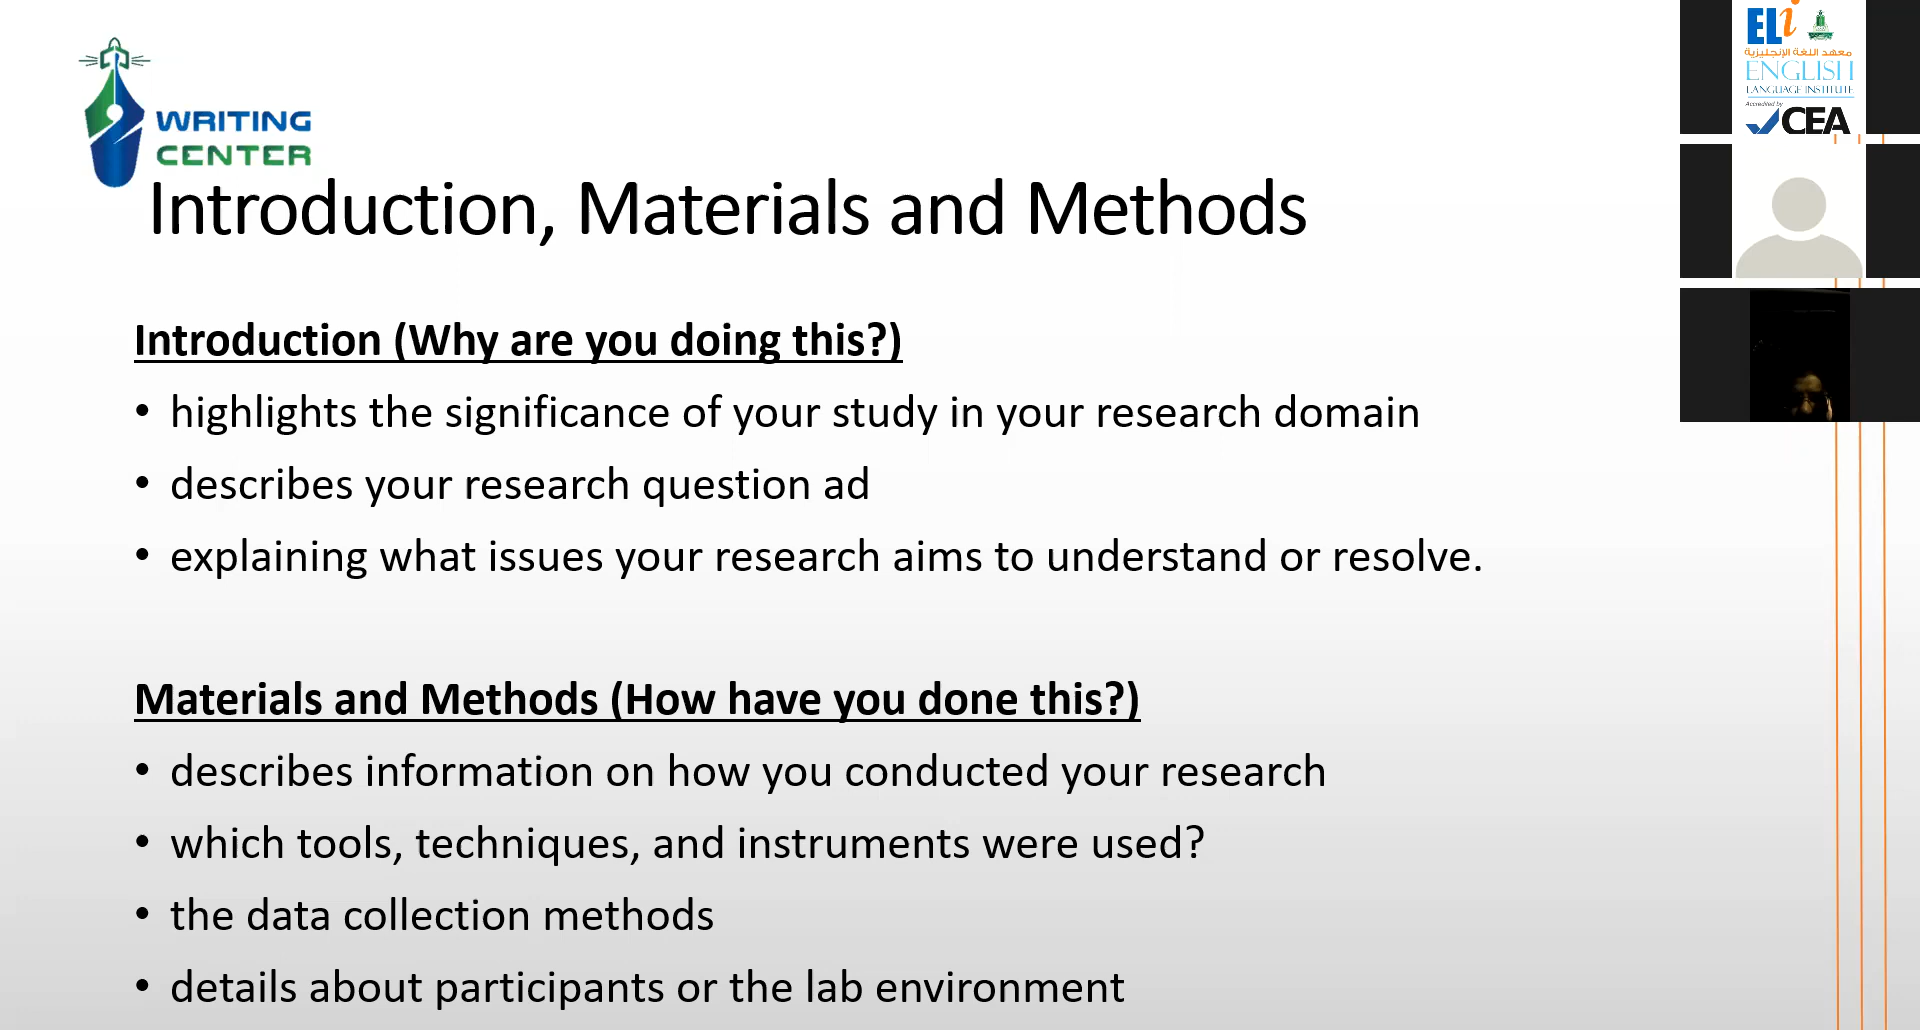 WRITING
CENTER
Introduction, Materials and Methods
Introduction (Why are you doing this?)
• highlights the significance of your study in your research domain
• describes your research question ad
• explaining what issues your research aims to understand or resolve.
Materials and Methods (How have you done this?)
• describes information on how you conducted your research
• which tools, techniques, and instruments were used?
• the data collection methods
• details about participants or the lab environment
ELi
معهد اللغة الإنجليزية
ENGLISH
LANGUAGE INSTITUTE
Accredited by
CEA